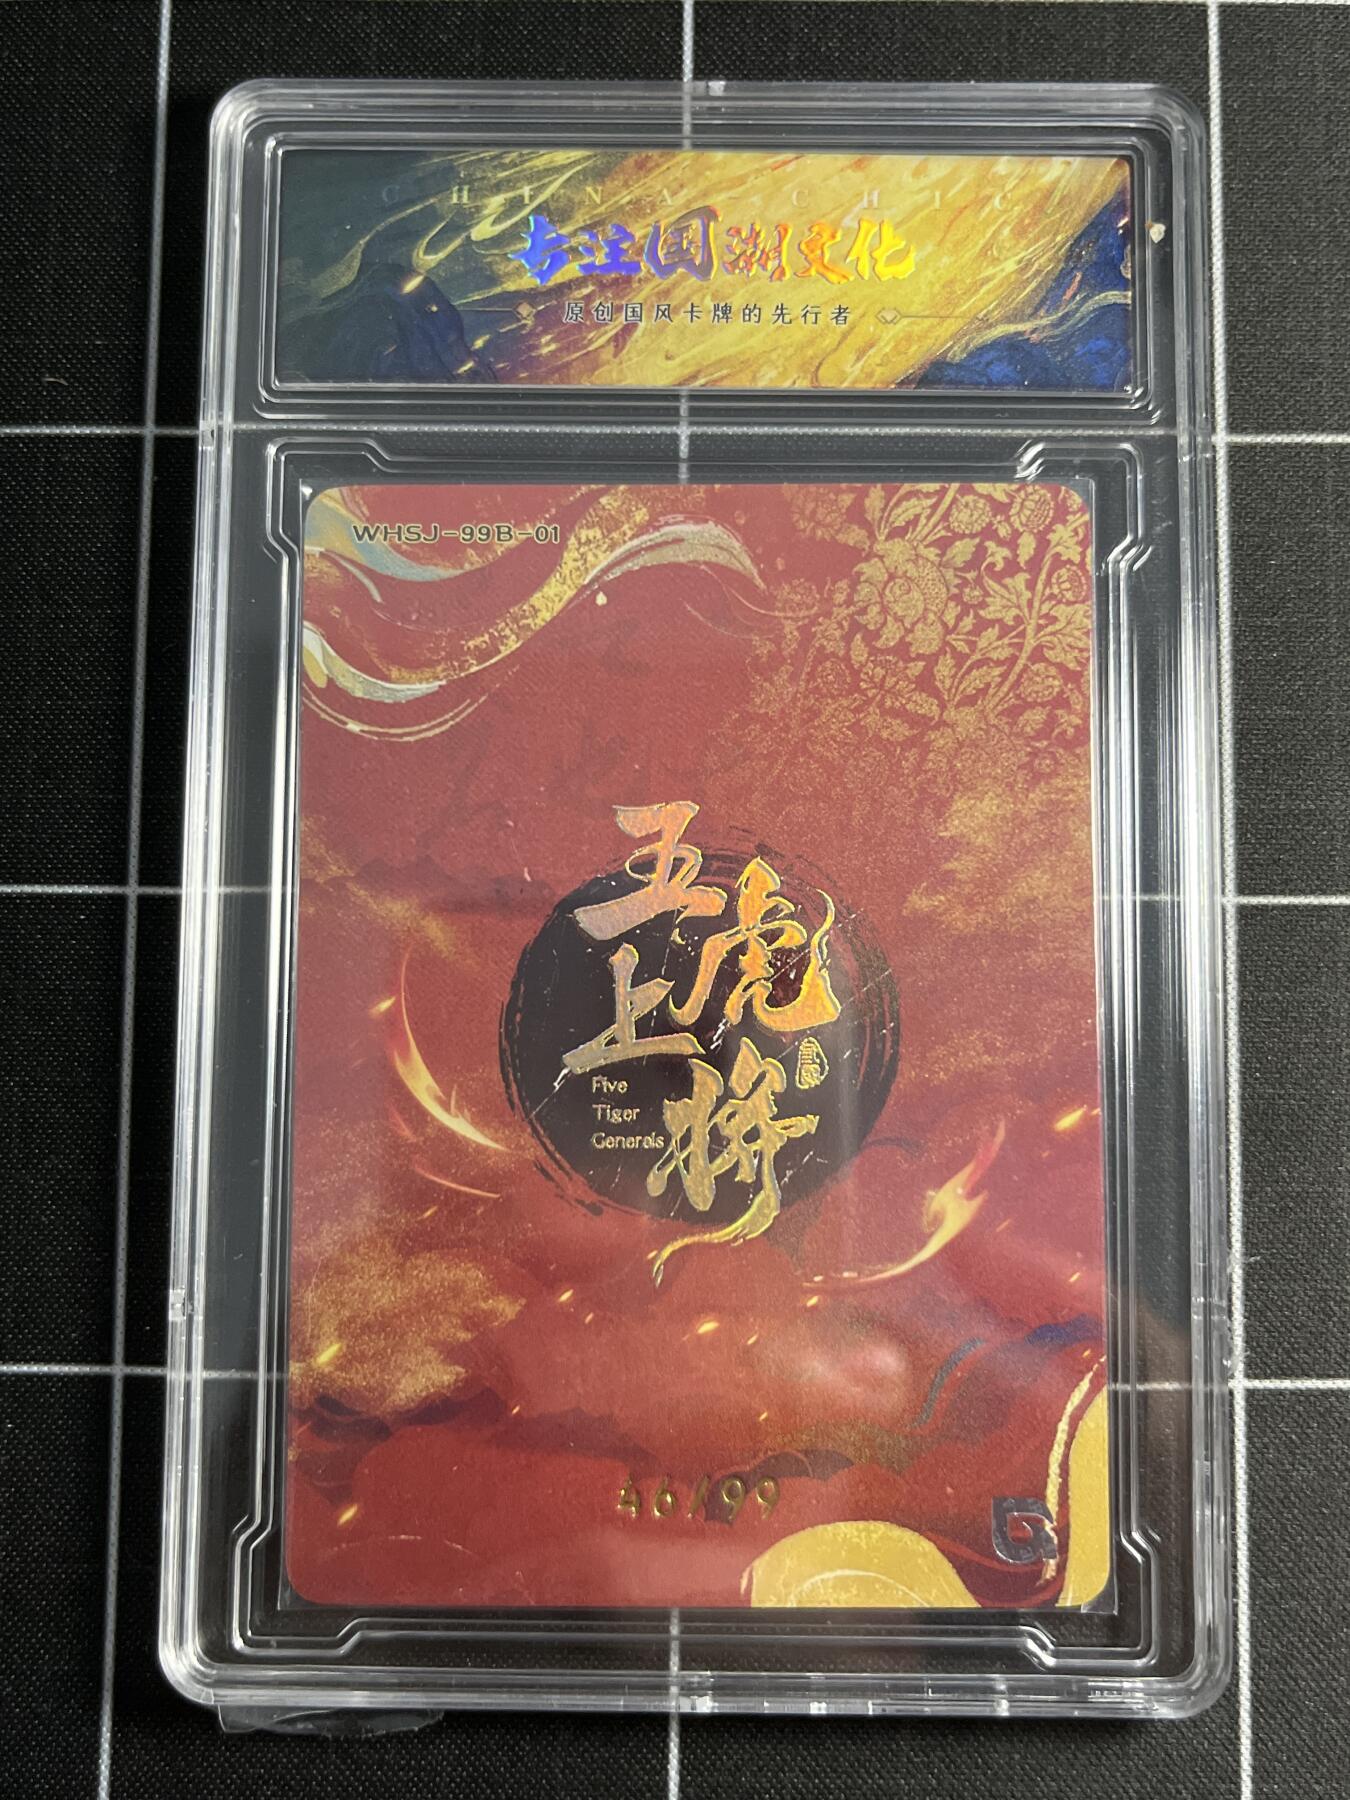 CHINA-CHIC
专注国潮文化
原创国风卡牌的先行者
WHSJ-99B-01
五虎
上将
Five
Tiger
Generals
46/99